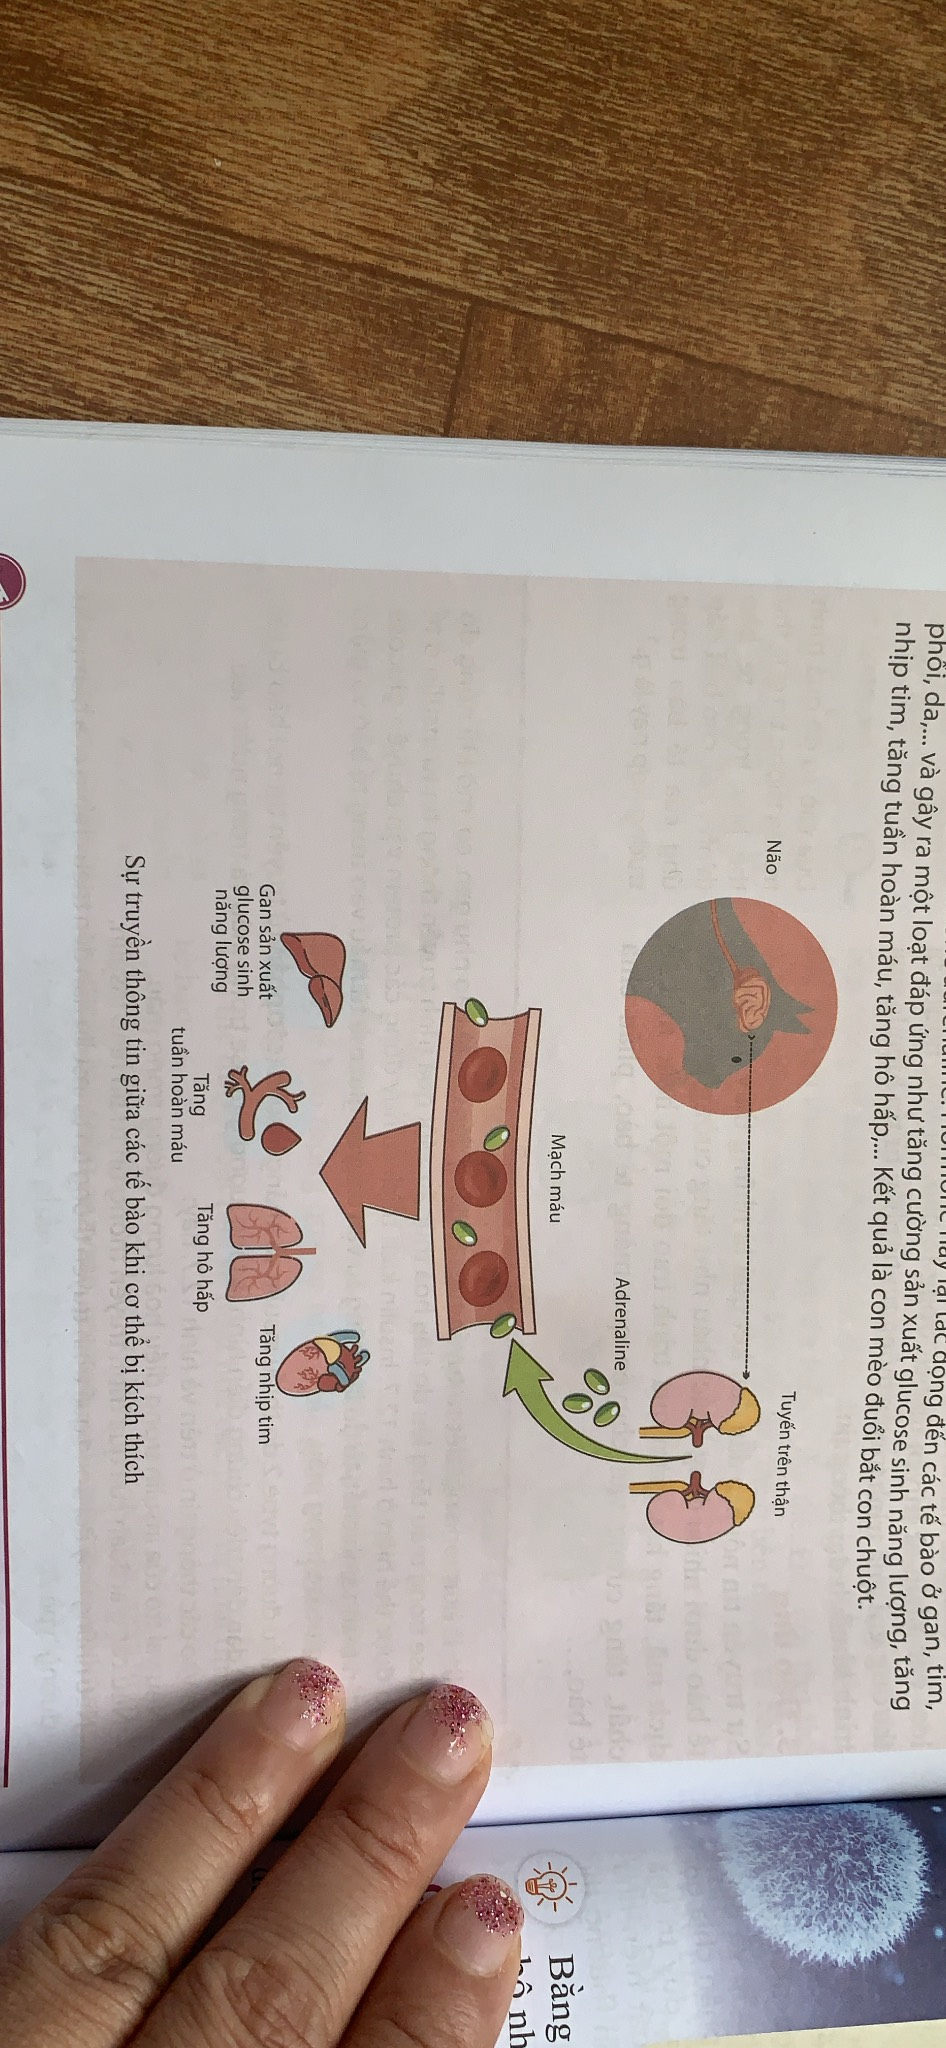 phổi, da,... và gây ra một loạt đáp ứng như tăng cường sản xuất glucose sinh năng lượng, tăng
nhịp tim, tăng tuần hoàn máu, tăng hô hấp,... Kết quả là con mèo đuổi bắt con chuột.
Não
Tuyến trên thận
Adrenaline
Mạch máu
Gan sản xuất
glucose sinh
năng lượng
Tăng
tuần hoàn máu
Tăng hô hấp
Tăng nhịp tim
Sự truyền thông tin giữa các tế bào khi cơ thể bị kích thích
Bằng